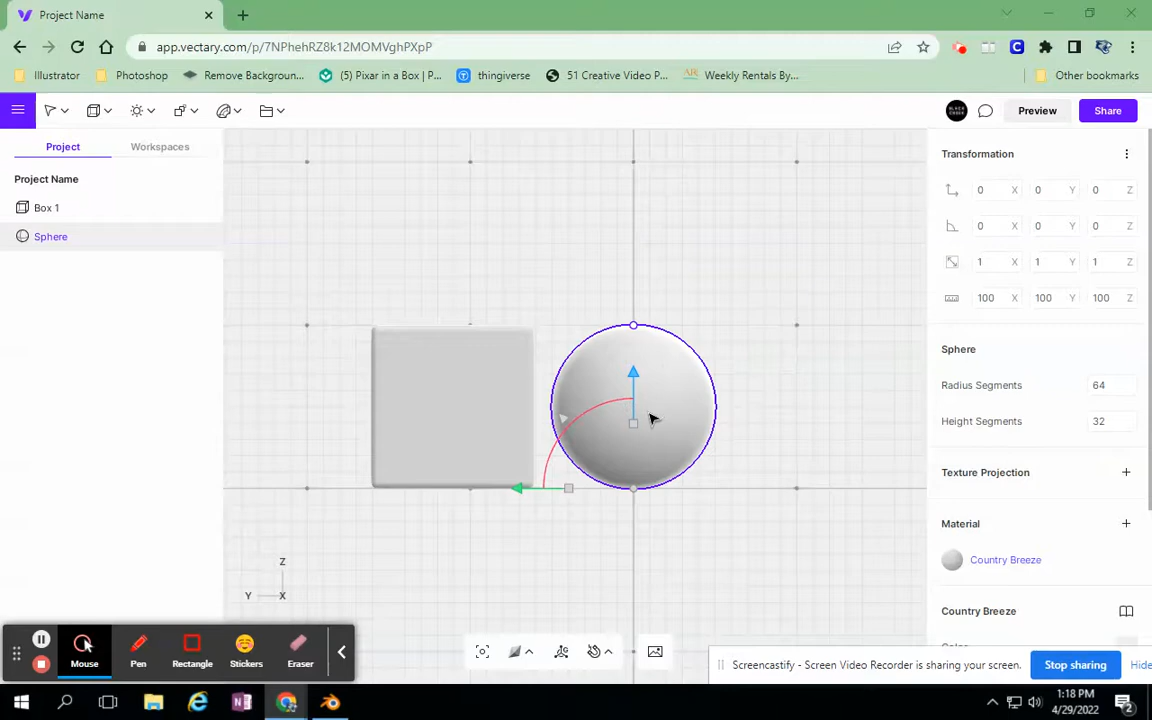 Project Name
app.vectary.com/p/7NPhehRZ8k12MOMVghPXpP
Illustrator Photoshop Remove Backgroun... (5) Pixar in a Box | P... thingiverse 51 Creative Video P... Weekly Rentals By... Other bookmarks
Preview Share
Project Workspaces
Project Name
Box 1
Sphere
Transformation
0 X 0 Y 0 Z
0 X 0 Y 0 Z
1 X 1 Y 1 Z
100 X 100 Y 100 Z
Sphere
Radius Segments 64
Height Segments 32
Texture Projection
Material
Country Breeze
Country Breeze
Z
Y X
Mouse Pen Rectangle Stickers Eraser
Screencastify - Screen Video Recorder is sharing your screen. Stop sharing Hide
1:18 PM
4/29/2022
2